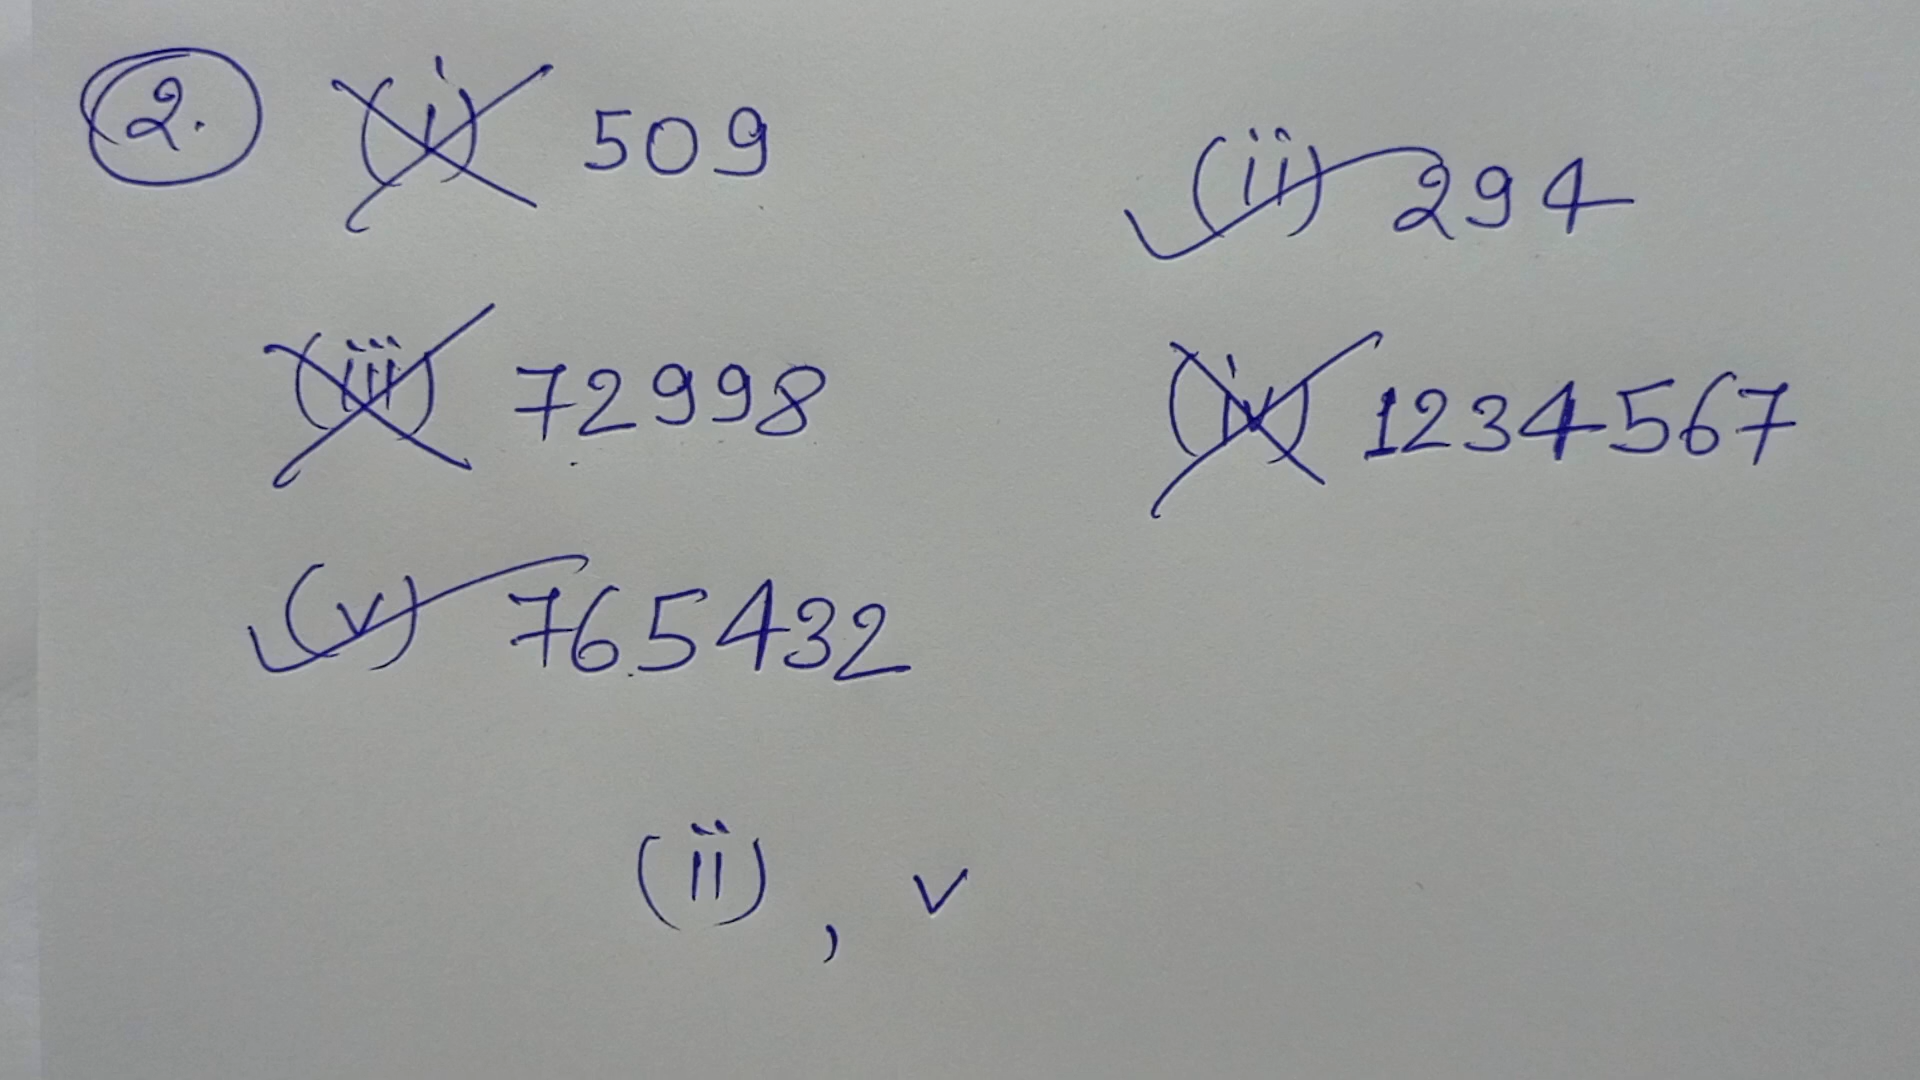 2. (i) 509 (ii) 294
(iii) 72998 (iv) 1234567
(v) 765432
(ii), v